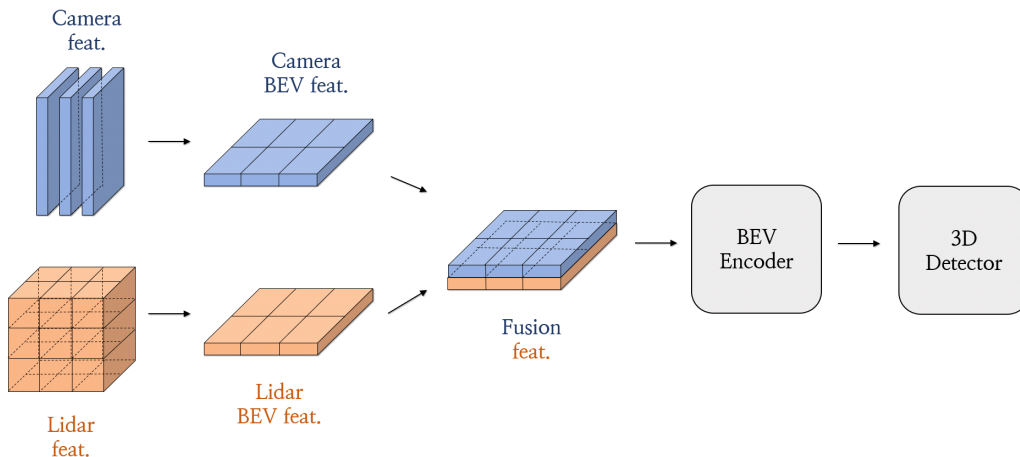 Camera
feat.
Camera
BEV feat.
Lidar
feat.
Lidar
BEV feat.
Fusion
feat.
BEV
Encoder
3D
Detector